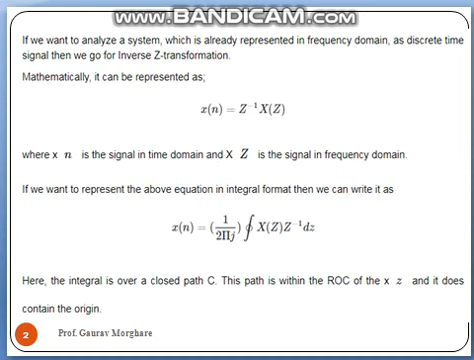 www.BANDICAM.com
If we want to analyze a system, which is already represented in frequency domain, as discrete time
signal then we go for Inverse Z-transformation.
Mathematically, it can be represented as;
x(n) = Z⁻¹X(Z)
where x n is the signal in time domain and X Z is the signal in frequency domain.
If we want to represent the above equation in integral format then we can write it as
x(n) = (1/2Πj) ∮ X(Z)Z⁻¹dz
Here, the integral is over a closed path C. This path is within the ROC of the x z and it does
contain the origin.
2 Prof. Gaurav Morghare